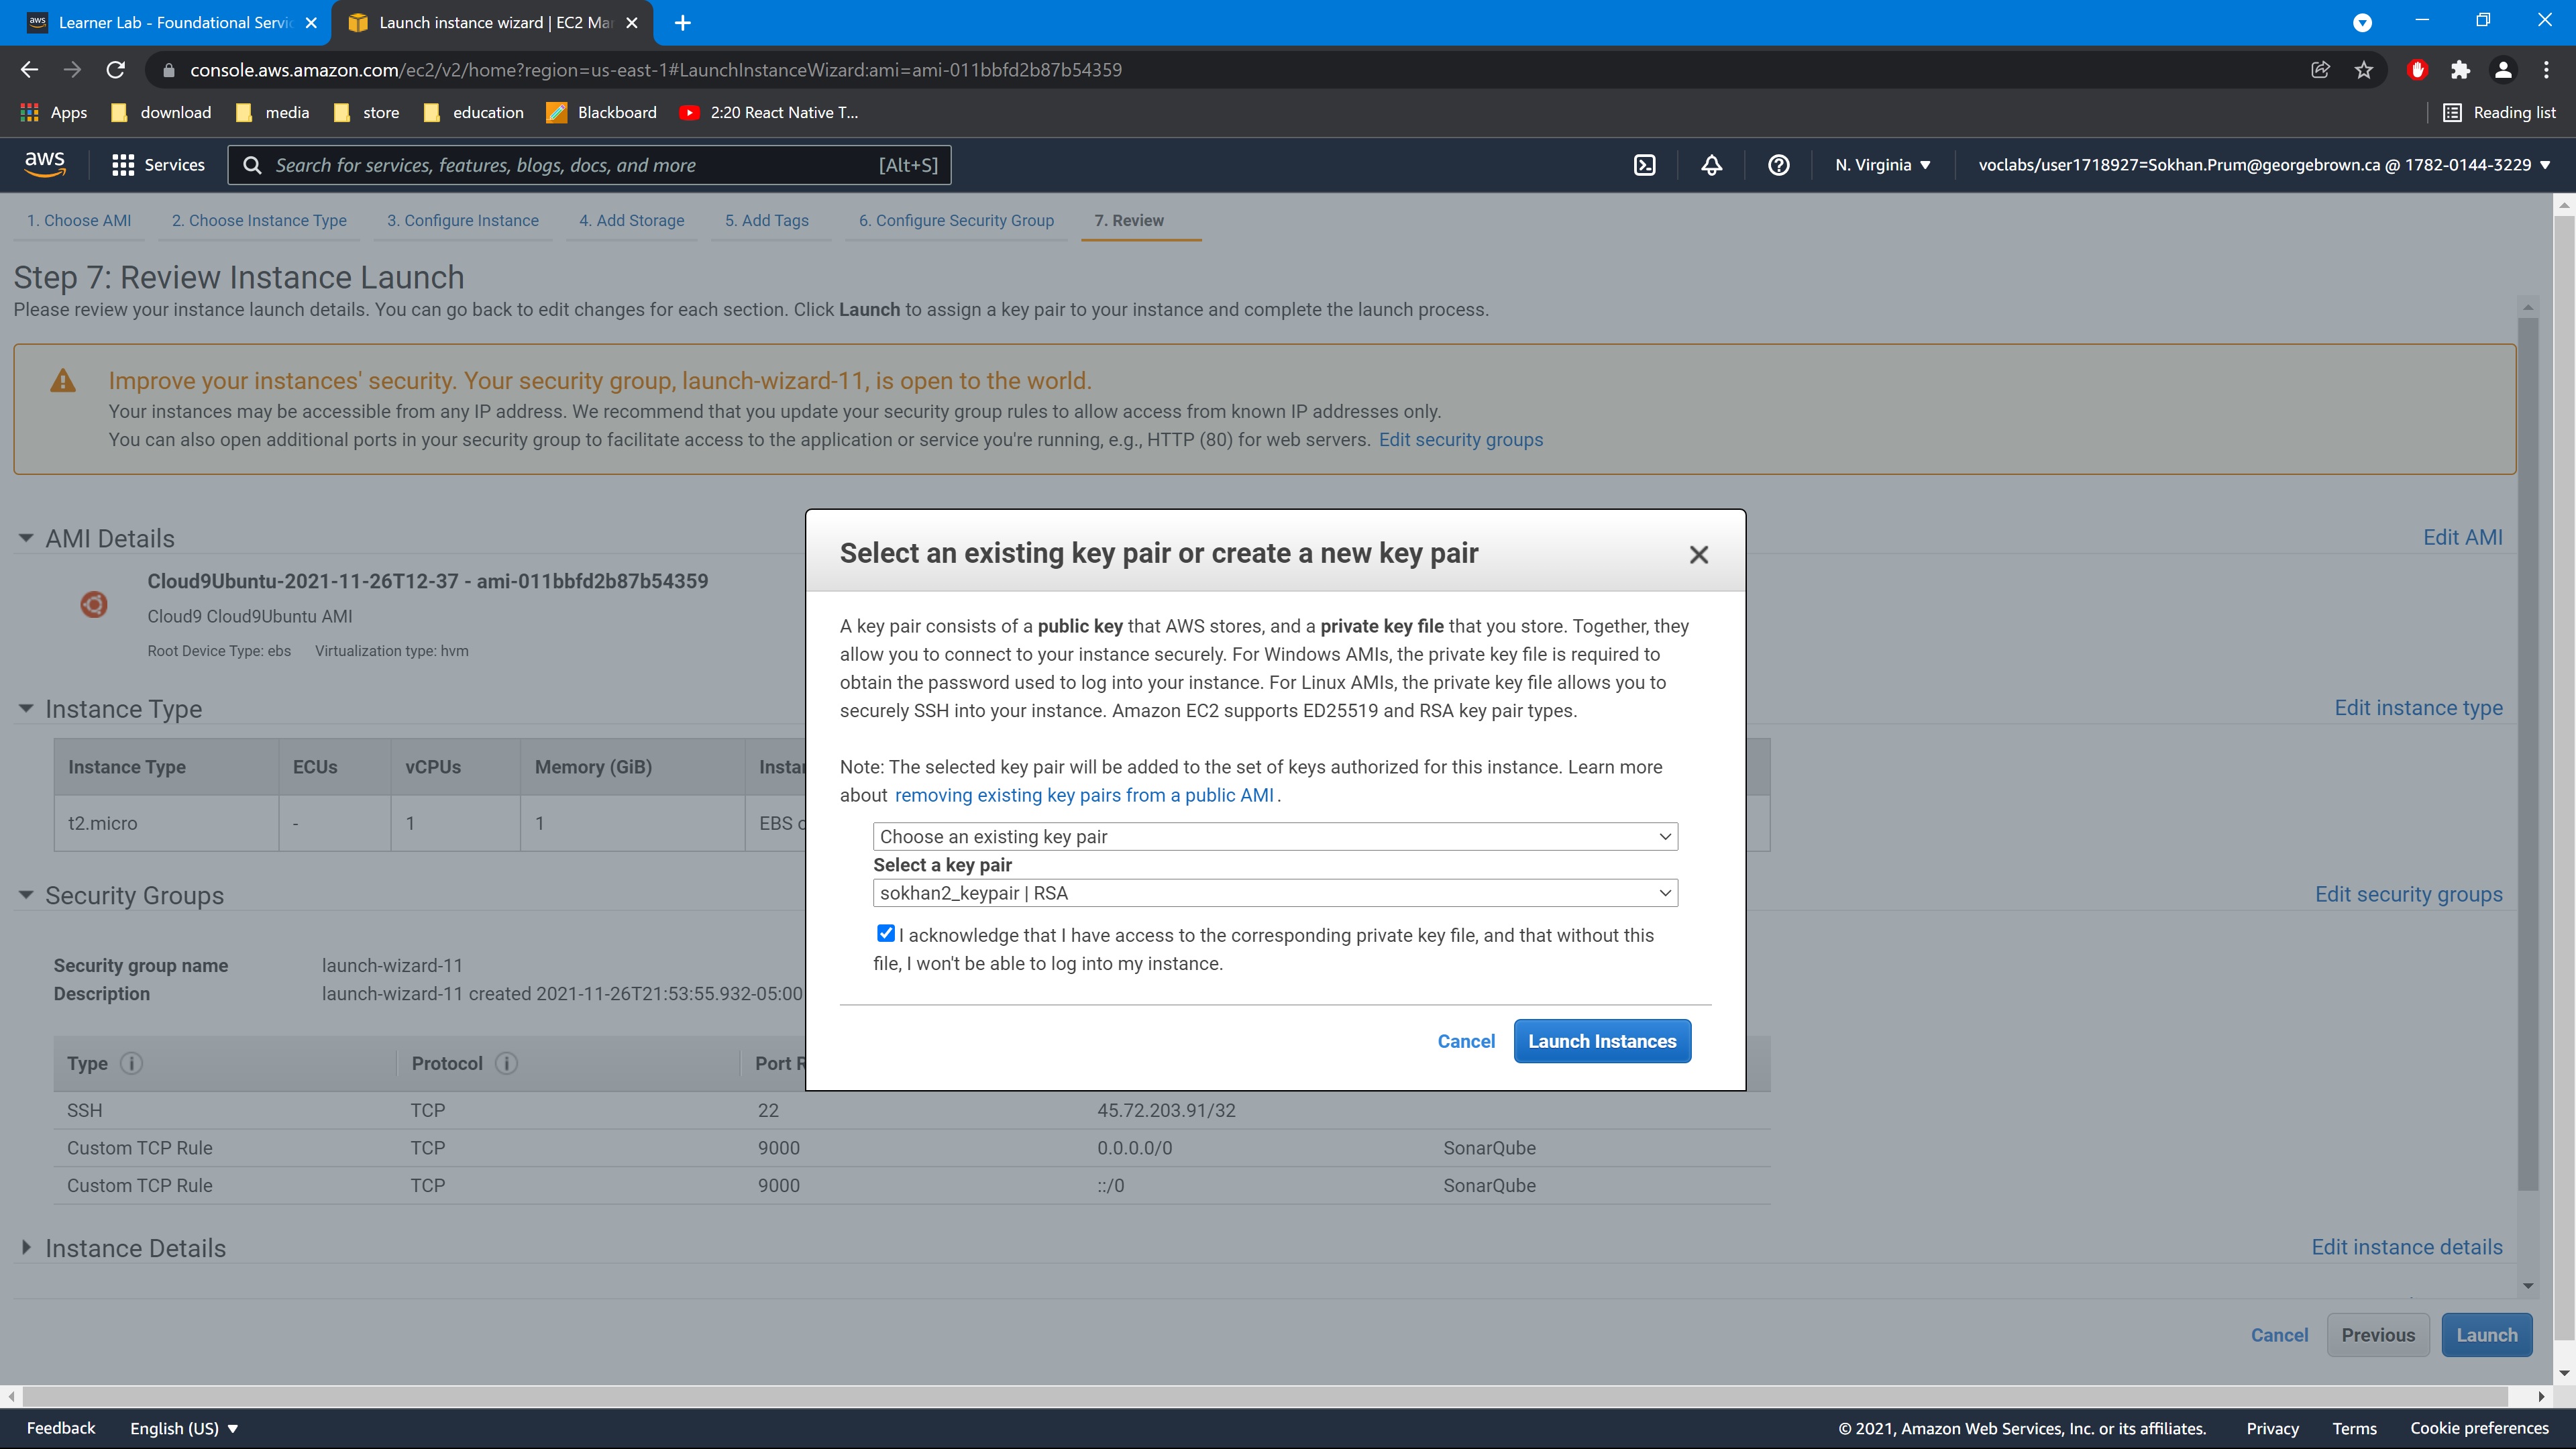 aws Learner Lab - Foundational Servic
Launch instance wizard | EC2 Mar
console.aws.amazon.com/ec2/v2/home?region=us-east-1#LaunchInstanceWizard:ami=ami-011bbfd2b87b54359
Apps download media store education Blackboard 2:20 React Native T... Reading list
aws Services Search for services, features, blogs, docs, and more [Alt+S] N. Virginia ▼ voclabs/user1718927=Sokhan.Prum@georgebrown.ca @ 1782-0144-3229 ▼
1. Choose AMI 2. Choose Instance Type 3. Configure Instance 4. Add Storage 5. Add Tags 6. Configure Security Group 7. Review
Step 7: Review Instance Launch
Please review your instance launch details. You can go back to edit changes for each section. Click Launch to assign a key pair to your instance and complete the launch process.
Improve your instances' security. Your security group, launch-wizard-11, is open to the world.
Your instances may be accessible from any IP address. We recommend that you update your security group rules to allow access from known IP addresses only.
You can also open additional ports in your security group to facilitate access to the application or service you're running, e.g., HTTP (80) for web servers. Edit security groups
AMI Details Edit AMI
Cloud9Ubuntu-2021-11-26T12-37 - ami-011bbfd2b87b54359
Cloud9 Cloud9Ubuntu AMI
Root Device Type: ebs Virtualization type: hvm
Instance Type Edit instance type
Instance Type ECUs vCPUs Memory (GiB) Instar
t2.micro - 1 1 EBS o
Security Groups Edit security groups
Security group name launch-wizard-11
Description launch-wizard-11 created 2021-11-26T21:53:55.932-05:00
Type Protocol Port R
SSH TCP 22 45.72.203.91/32
Custom TCP Rule TCP 9000 0.0.0.0/0 SonarQube
Custom TCP Rule TCP 9000 ::/0 SonarQube
Instance Details Edit instance details
Select an existing key pair or create a new key pair
A key pair consists of a public key that AWS stores, and a private key file that you store. Together, they
allow you to connect to your instance securely. For Windows AMIs, the private key file is required to
obtain the password used to log into your instance. For Linux AMIs, the private key file allows you to
securely SSH into your instance. Amazon EC2 supports ED25519 and RSA key pair types.
Note: The selected key pair will be added to the set of keys authorized for this instance. Learn more
about removing existing key pairs from a public AMI.
Choose an existing key pair
Select a key pair
sokhan2_keypair | RSA
I acknowledge that I have access to the corresponding private key file, and that without this
file, I won't be able to log into my instance.
Cancel Launch Instances
Cancel Previous Launch
Feedback English (US) ▼ © 2021, Amazon Web Services, Inc. or its affiliates. Privacy Terms Cookie preferences